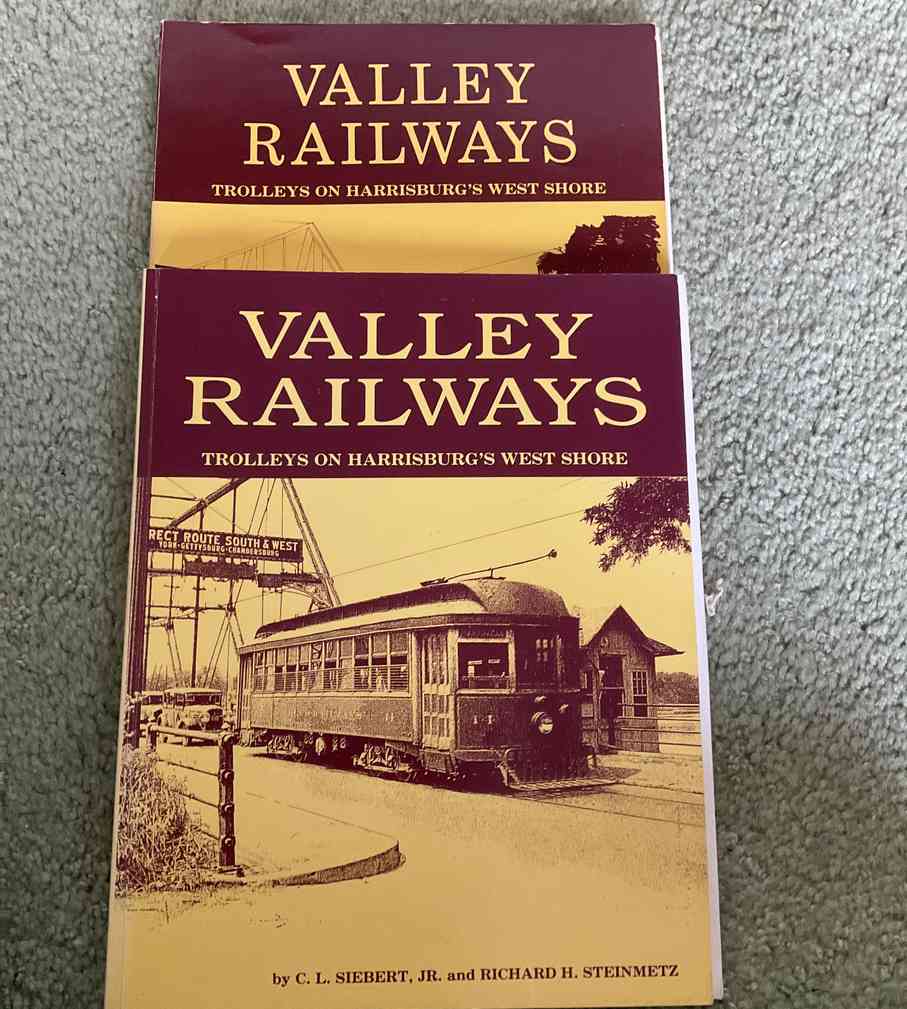 VALLEY
RAILWAYS
TROLLEYS ON HARRISBURG'S WEST SHORE
VALLEY
RAILWAYS
TROLLEYS ON HARRISBURG'S WEST SHORE
RECT ROUTE SOUTH & WEST
YORK-GETTYSBURG-CHAMBERSBURG
11
by C. L. SIEBERT, JR. and RICHARD H. STEINMETZ